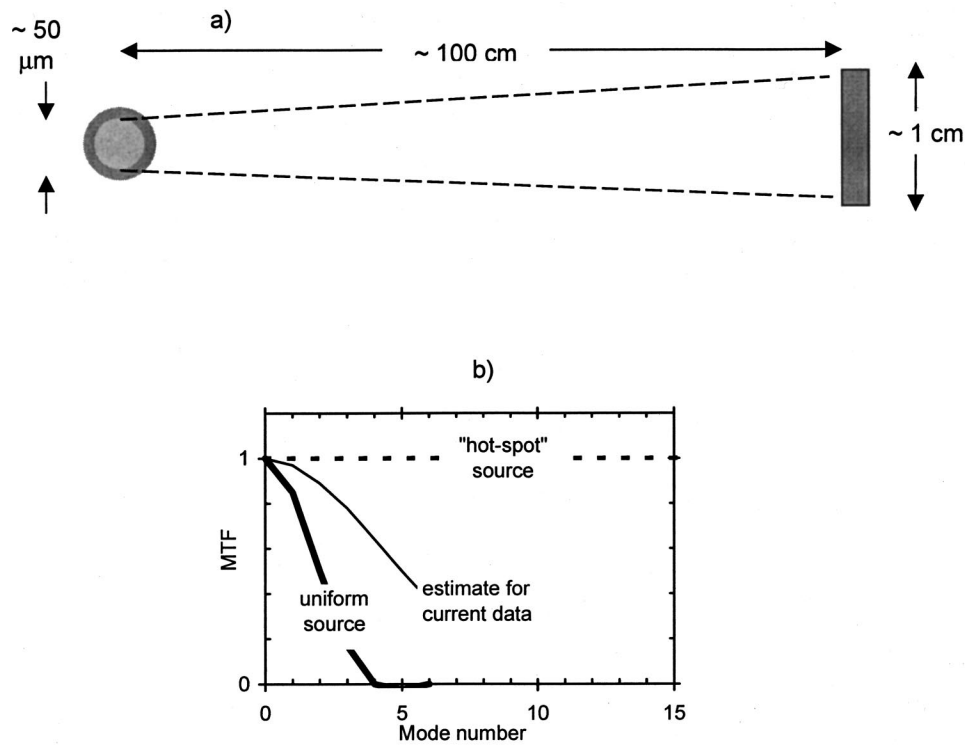 a)
~ 50
μm
~ 100 cm
~ 1 cm
b)
MTF
1
0
"hot-spot"
source
uniform
source
estimate for
current data
0
5
10
15
Mode number